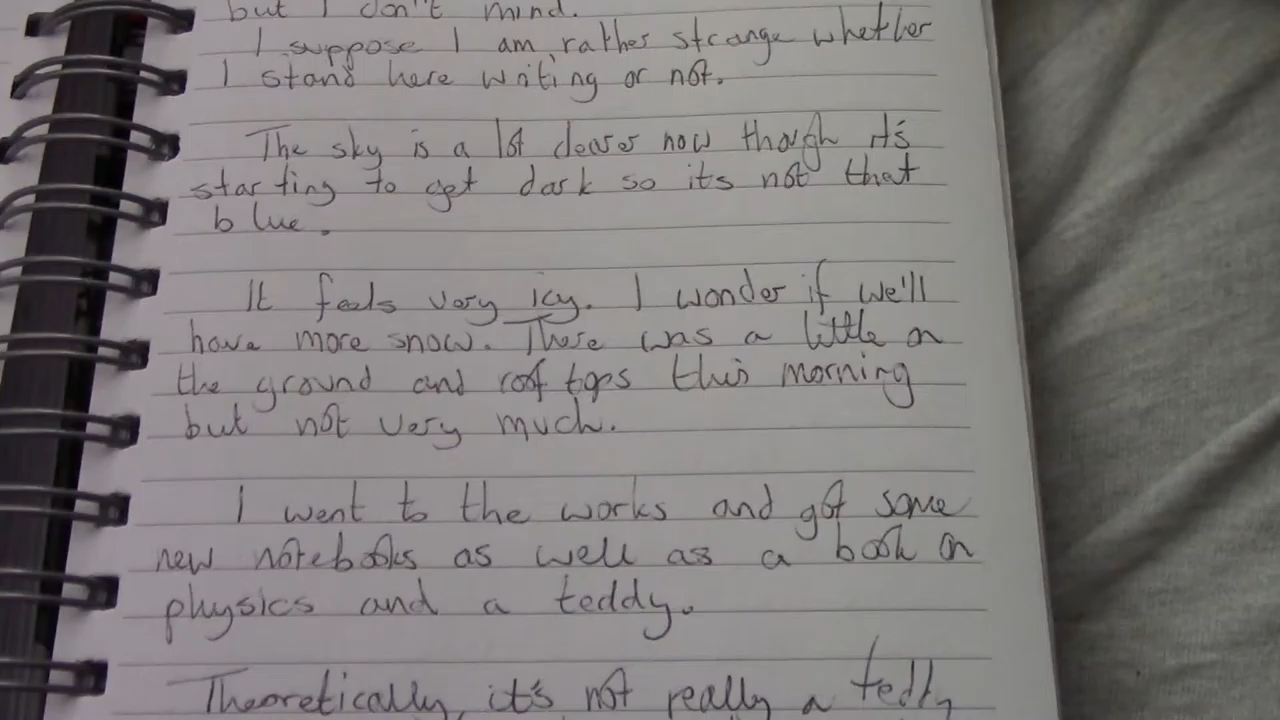 but I don't mind.
I suppose I am rather strange whether
I stand here writing or not.
The sky is a lot clearer now though it's
starting to get dark so its not that
blue.
It feels very icy. I wonder if we'll
have more snow. There was a little on
the ground and roof tops this morning
but not very much.
I went to the works and got some
new notebooks as well as a book on
physics and a teddy.
Theoretically, it's not really a teddy